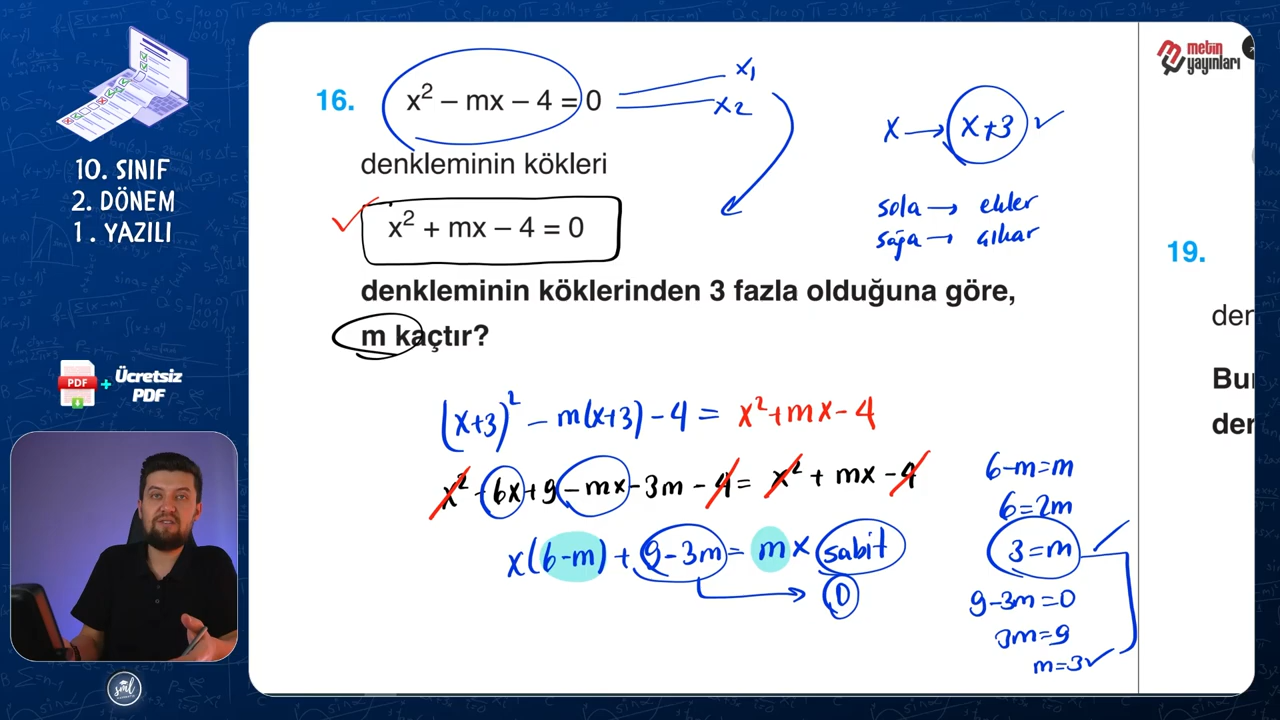 10. SINIF
2. DÖNEM
1. YAZILI
PDF
+ Ücretsiz
PDF
sml
metin
yayınları
16. x² – mx – 4 = 0
x₁
x₂
x → x+3 ✓
denkleminin kökleri
sola → ekler
sağa → çıkar
✓ x² + mx – 4 = 0
denkleminin köklerinden 3 fazla olduğuna göre,
m kaçtır?
(x+3)² – m(x+3) – 4 = x²+mx–4
x² - 6x + 9 – mx – 3m – 4 = x² + mx – 4
x(6–m) + 9–3m = m x sabit
0
6–m=m
6=2m
3=m
9–3m=0
3m=9
m=3 ✓
19.
den
Bu
der